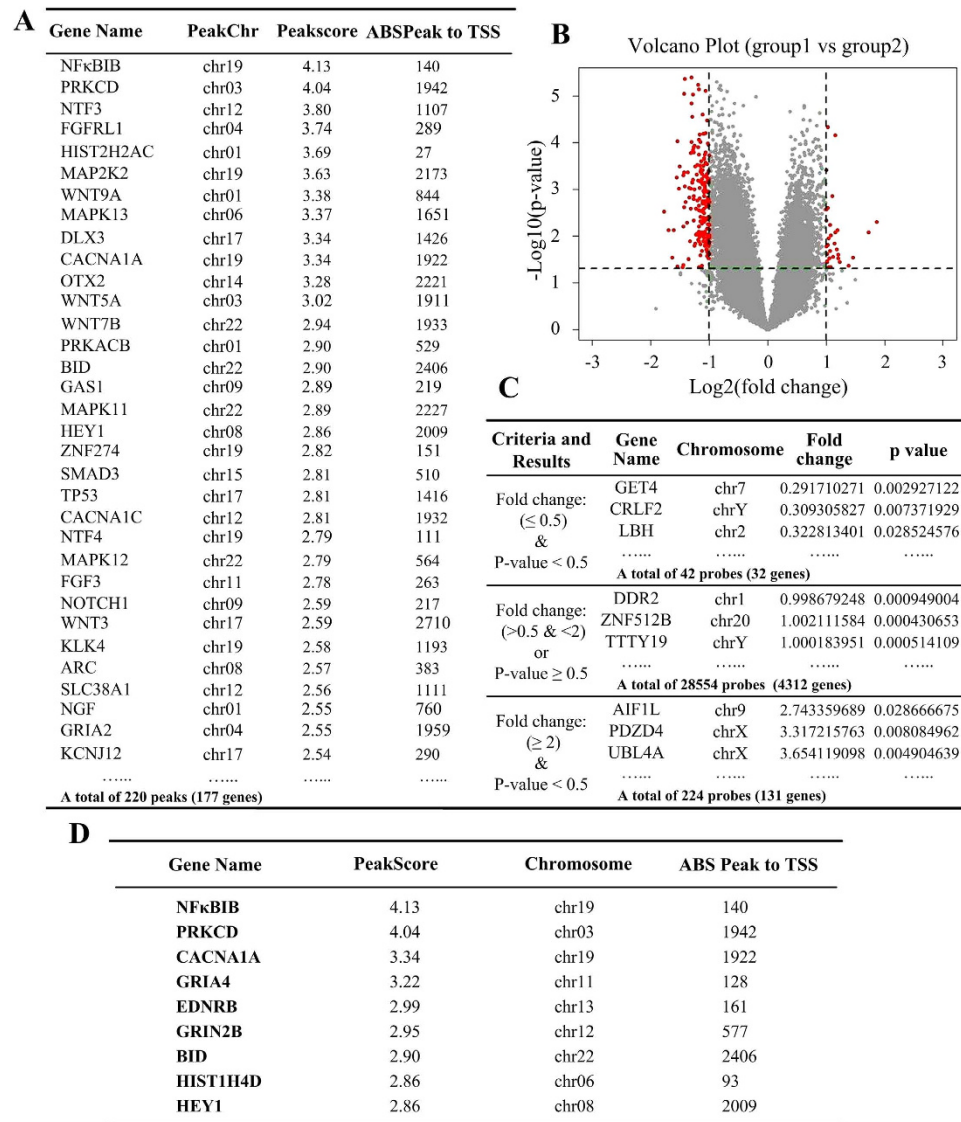 A
Gene Name PeakChr Peakscore ABSPeak to TSS
NFκBIB chr19 4.13 140
PRKCD chr03 4.04 1942
NTF3 chr12 3.80 1107
FGFRL1 chr04 3.74 289
HIST2H2AC chr01 3.69 27
MAP2K2 chr19 3.63 2173
WNT9A chr01 3.38 844
MAPK13 chr06 3.37 1651
DLX3 chr17 3.34 1426
CACNA1A chr19 3.34 1922
OTX2 chr14 3.28 2221
WNT5A chr03 3.02 1911
WNT7B chr22 2.94 1933
PRKACB chr01 2.90 529
BID chr22 2.90 2406
GAS1 chr09 2.89 219
MAPK11 chr22 2.89 2227
HEY1 chr08 2.86 2009
ZNF274 chr19 2.82 151
SMAD3 chr15 2.81 510
TP53 chr17 2.81 1416
CACNA1C chr12 2.81 1932
NTF4 chr19 2.79 111
MAPK12 chr22 2.79 564
FGF3 chr11 2.78 263
NOTCH1 chr09 2.59 217
WNT3 chr17 2.59 2710
KLK4 chr19 2.58 1193
ARC chr08 2.57 383
SLC38A1 chr12 2.56 1111
NGF chr01 2.55 760
GRIA2 chr04 2.55 1959
KCNJ12 chr17 2.54 290
…... …... …... …...
A total of 220 peaks (177 genes)
B
Volcano Plot (group1 vs group2)
-Log10(p-value)
5
4
3
2
1
0
-3 -2 -1 0 1 2 3
Log2(fold change)
C
Criteria and Results Gene Name Chromosome Fold change p value
Fold change: (≤ 0.5) & P-value < 0.5
GET4 chr7 0.291710271 0.002927122
CRLF2 chrY 0.309305827 0.007371929
LBH chr2 0.322813401 0.028524576
…... …... …... …...
A total of 42 probes (32 genes)
Fold change: (>0.5 & <2) or P-value ≥ 0.5
DDR2 chr1 0.998679248 0.000949004
ZNF512B chr20 1.002111584 0.000430653
TTTY19 chrY 1.000183951 0.000514109
…... …... …... …...
A total of 28554 probes (4312 genes)
Fold change: (≥ 2) & P-value < 0.5
AIF1L chr9 2.743359689 0.028666675
PDZD4 chrX 3.317215763 0.008084962
UBL4A chrX 3.654119098 0.004904639
…... …... …... …...
A total of 224 probes (131 genes)
D
Gene Name PeakScore Chromosome ABS Peak to TSS
NFκBIB 4.13 chr19 140
PRKCD 4.04 chr03 1942
CACNA1A 3.34 chr19 1922
GRIA4 3.22 chr11 128
EDNRB 2.99 chr13 161
GRIN2B 2.95 chr12 577
BID 2.90 chr22 2406
HIST1H4D 2.86 chr06 93
HEY1 2.86 chr08 2009